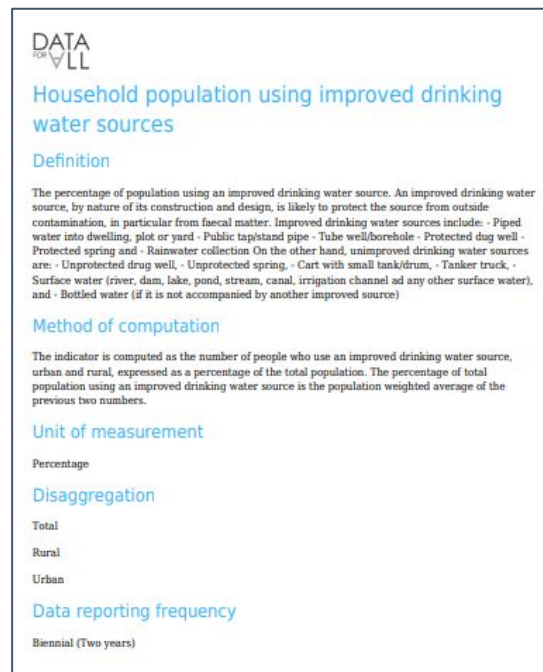 DATA
FOR ∀LL
Household population using improved drinking
water sources
Definition
The percentage of population using an improved drinking water source. An improved drinking water
source, by nature of its construction and design, is likely to protect the source from outside
contamination, in particular from faecal matter. Improved drinking water sources include: - Piped
water into dwelling, plot or yard - Public tap/stand pipe - Tube well/borehole - Protected dug well -
Protected spring and - Rainwater collection On the other hand, unimproved drinking water sources
are: - Unprotected drug well, - Unprotected spring, - Cart with small tank/drum, - Tanker truck, -
Surface water (river, dam, lake, pond, stream, canal, irrigation channel ad any other surface water),
and - Bottled water (if it is not accompanied by another improved source)
Method of computation
The indicator is computed as the number of people who use an improved drinking water source,
urban and rural, expressed as a percentage of the total population. The percentage of total
population using an improved drinking water source is the population weighted average of the
previous two numbers.
Unit of measurement
Percentage
Disaggregation
Total
Rural
Urban
Data reporting frequency
Biennial (Two years)